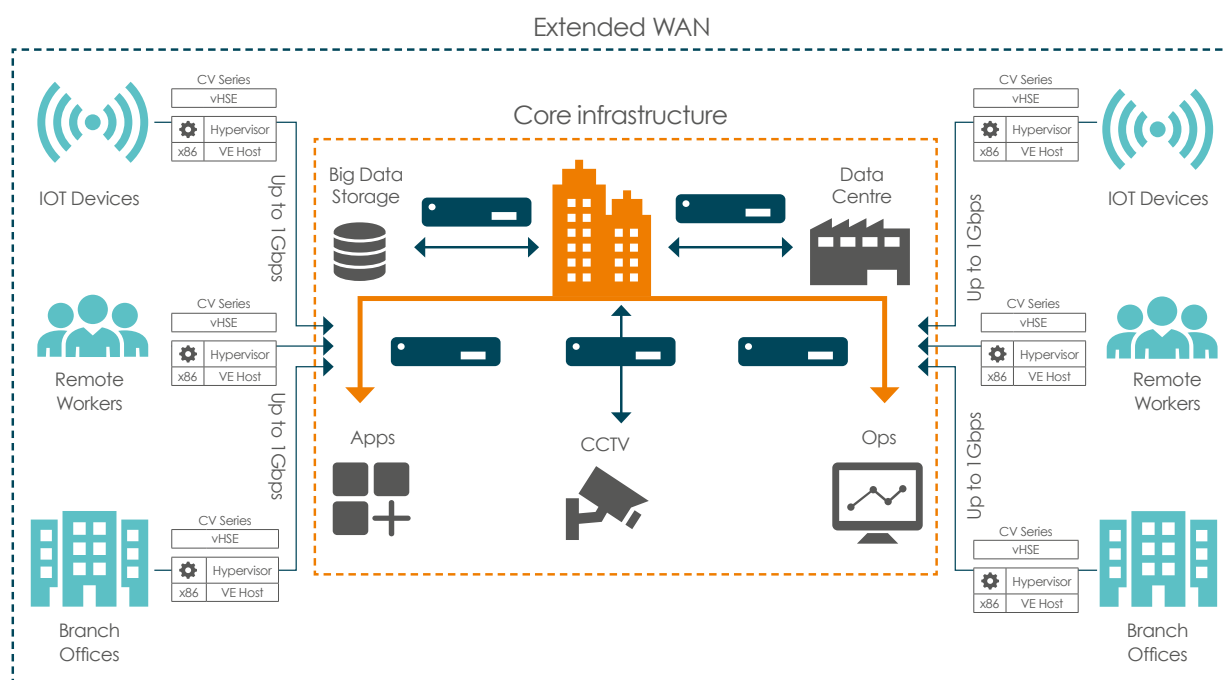 Extended WAN
CV Series
vHSE
Hypervisor
x86
VE Host
IOT Devices
Up to 1Gbps
CV Series
vHSE
Hypervisor
x86
VE Host
Remote
Workers
Up to 1Gbps
CV Series
vHSE
Hypervisor
x86
VE Host
Branch
Offices
Core infrastructure
Big Data
Storage
Data
Centre
Apps
CCTV
Ops
CV Series
vHSE
Hypervisor
x86
VE Host
IOT Devices
Up to 1Gbps
CV Series
vHSE
Hypervisor
x86
VE Host
Remote
Workers
Up to 1Gbps
CV Series
vHSE
Hypervisor
x86
VE Host
Branch
Offices